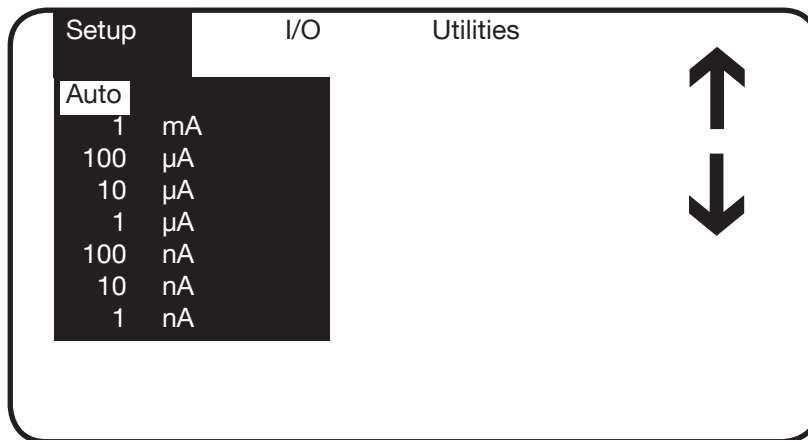 Setup I/O Utilities
Auto
1 mA
100 µA
10 µA
1 µA
100 nA
10 nA
1 nA